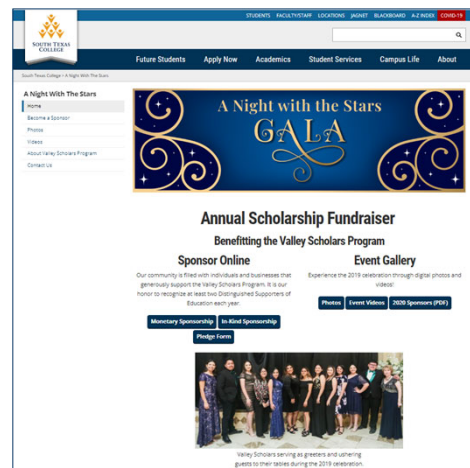 STUDENTS FACULTY/STAFF LOCATIONS JAGNET BLACKBOARD A-Z INDEX COVID-19
SOUTH TEXAS
COLLEGE
Future Students Apply Now Academics Student Services Campus Life About
South Texas College > A Night With The Stars
A Night With The Stars
Home
Become a Sponsor
Photos
Videos
About Valley Scholars Program
Contact Us
A Night with the Stars
GALA
Annual Scholarship Fundraiser
Benefitting the Valley Scholars Program
Sponsor Online
Our community is filled with individuals and businesses that
generously support the Valley Scholars Program. It is our
honor to recognize at least two Distinguished Supporters of
Education each year.
Monetary Sponsorship In-Kind Sponsorship
Pledge Form
Event Gallery
Experience the 2019 celebration through digital photos and
videos!
Photos Event Videos 2020 Sponsors (PDF)
Valley Scholars serving as greeters and ushering
guests to their tables during the 2019 celebration.